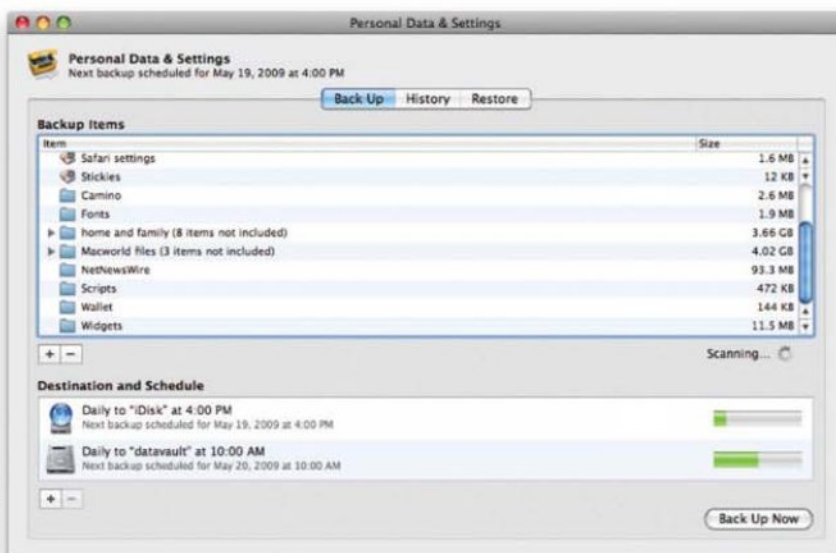 Personal Data & Settings
Personal Data & Settings
Next backup scheduled for May 19, 2009 at 4:00 PM
Back Up History Restore
Backup Items
Item Size
Safari settings 1.6 MB
Stickies 12 KB
Camino 2.6 MB
Fonts 1.9 MB
home and family (8 items not included) 3.66 GB
Macworld files (3 items not included) 4.02 GB
NetNewsWire 93.3 MB
Scripts 472 KB
Wallet 144 KB
Widgets 11.5 MB
+ −
Scanning...
Destination and Schedule
Daily to "iDisk" at 4:00 PM
Next backup scheduled for May 19, 2009 at 4:00 PM
Daily to "datavault" at 10:00 AM
Next backup scheduled for May 20, 2009 at 10:00 AM
+ −
Back Up Now